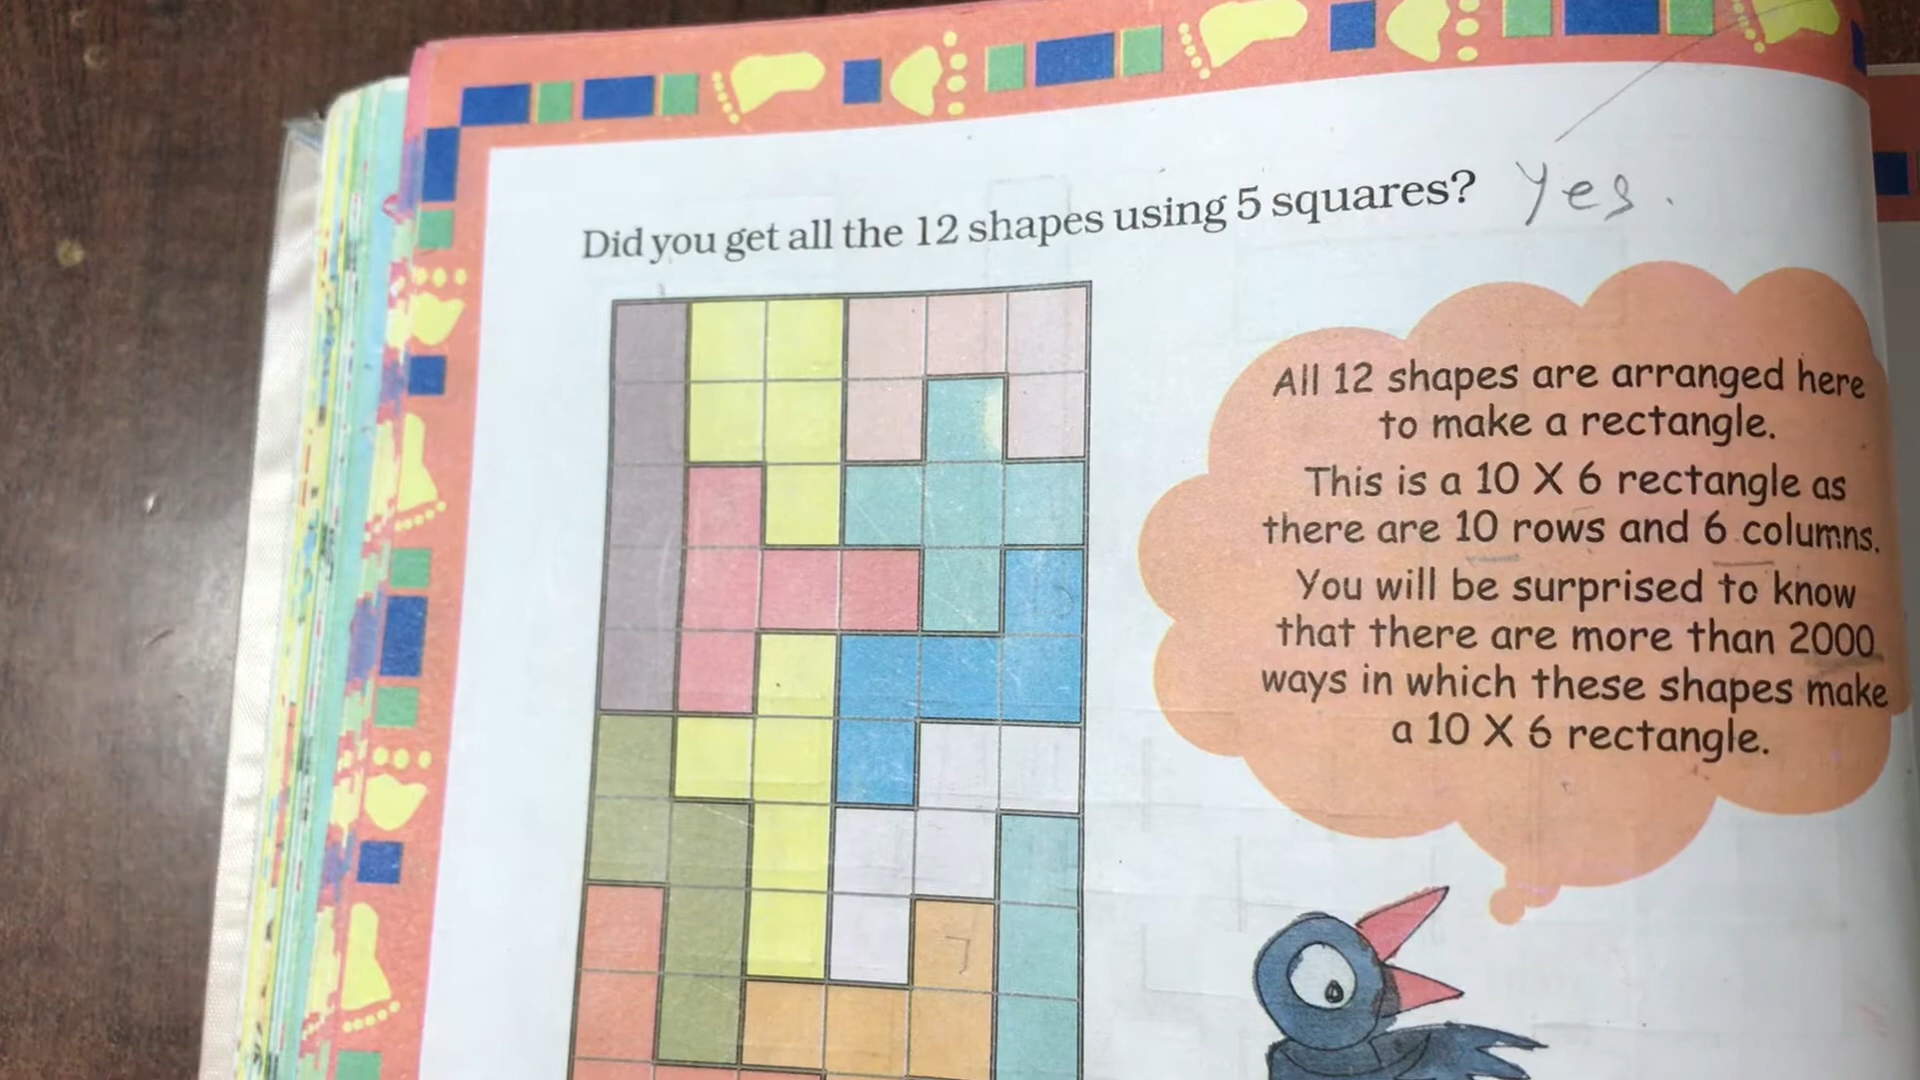 Did you get all the 12 shapes using 5 squares? Yes.
All 12 shapes are arranged here
to make a rectangle.
This is a 10 X 6 rectangle as
there are 10 rows and 6 columns.
You will be surprised to know
that there are more than 2000
ways in which these shapes make
a 10 X 6 rectangle.